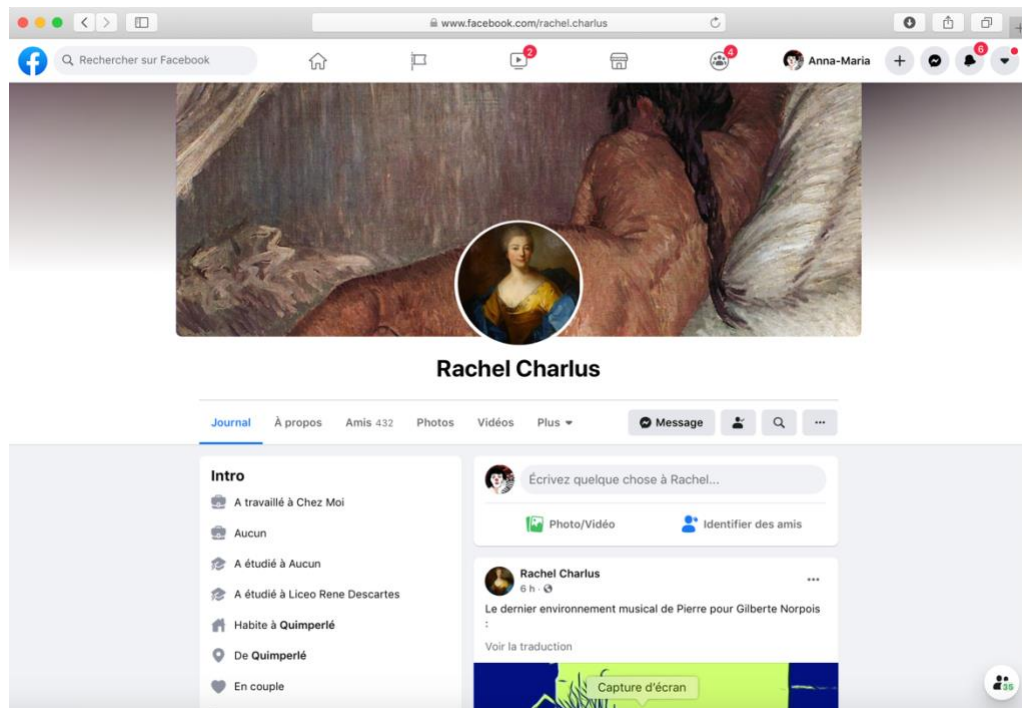 www.facebook.com/rachel.charlus
Rechercher sur Facebook
2
4
Anna-Maria
6
Rachel Charlus
Journal À propos Amis 432 Photos Vidéos Plus Message
Intro
A travaillé à Chez Moi
Aucun
A étudié à Aucun
A étudié à Liceo Rene Descartes
Habite à Quimperlé
De Quimperlé
En couple
Écrivez quelque chose à Rachel...
Photo/Vidéo Identifier des amis
Rachel Charlus
6 h
Le dernier environnement musical de Pierre pour Gilberte Norpois
:
Voir la traduction
Capture d'écran
35